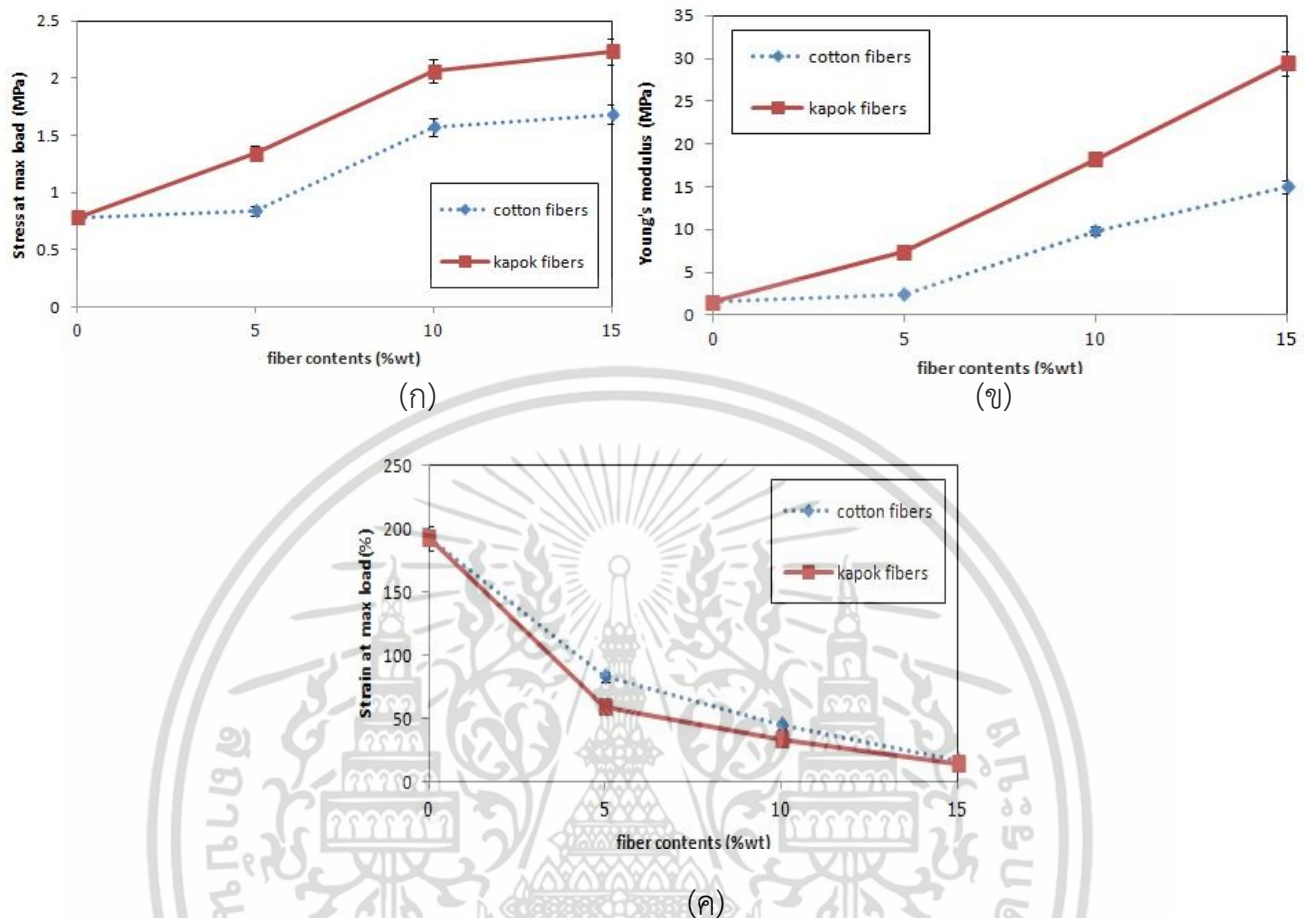 2.5
2
1.5
1
0.5
0
Stress at max load (MPa)
cotton fibers
kapok fibers
0 5 10 15
fiber contents (%wt)
(ก)
35
30
25
20
15
10
5
0
Young's modulus (MPa)
cotton fibers
kapok fibers
0 5 10 15
fiber contents (%wt)
(ข)
250
200
150
100
50
0
Strain at max load(%)
cotton fibers
kapok fibers
0 5 10 15
fiber contents (%wt)
(ค)